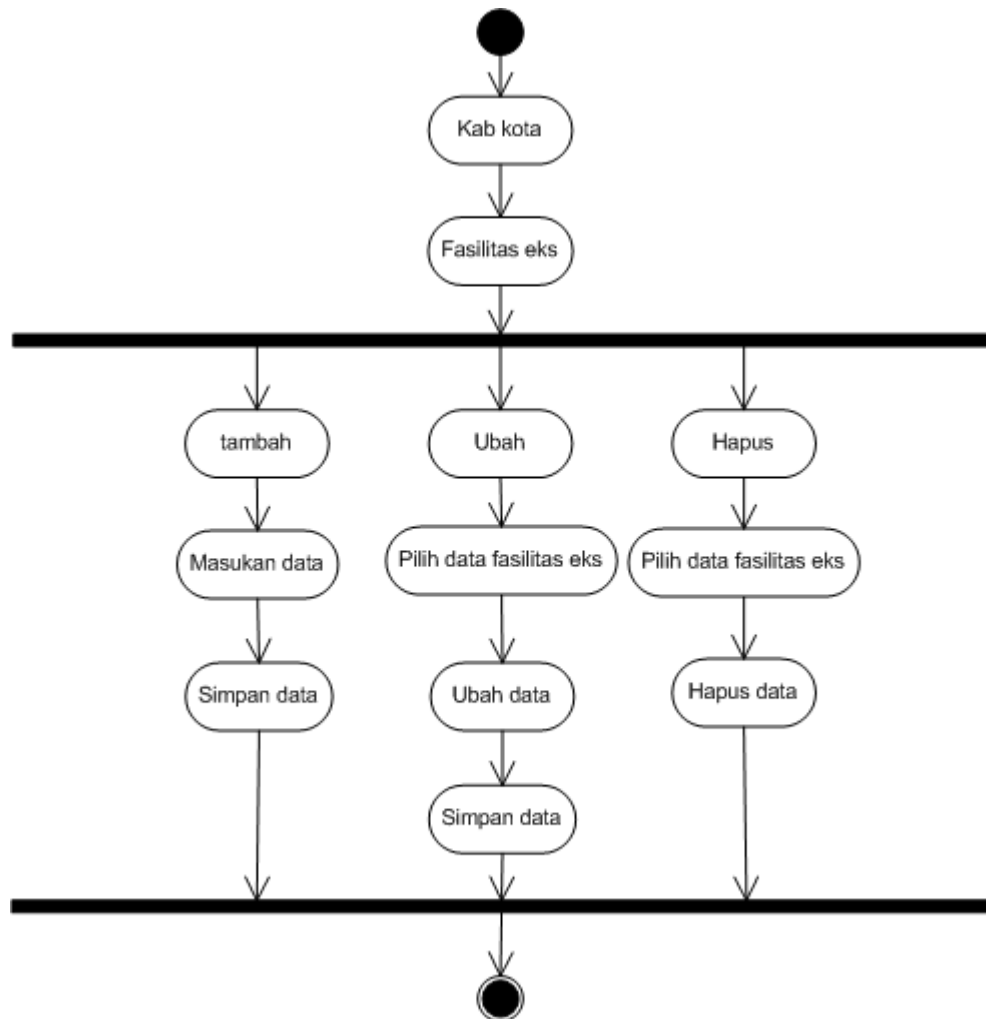 Kab kota
Fasilitas eks
tambah
Ubah
Hapus
Masukan data
Pilih data fasilitas eks
Pilih data fasilitas eks
Simpan data
Ubah data
Hapus data
Simpan data